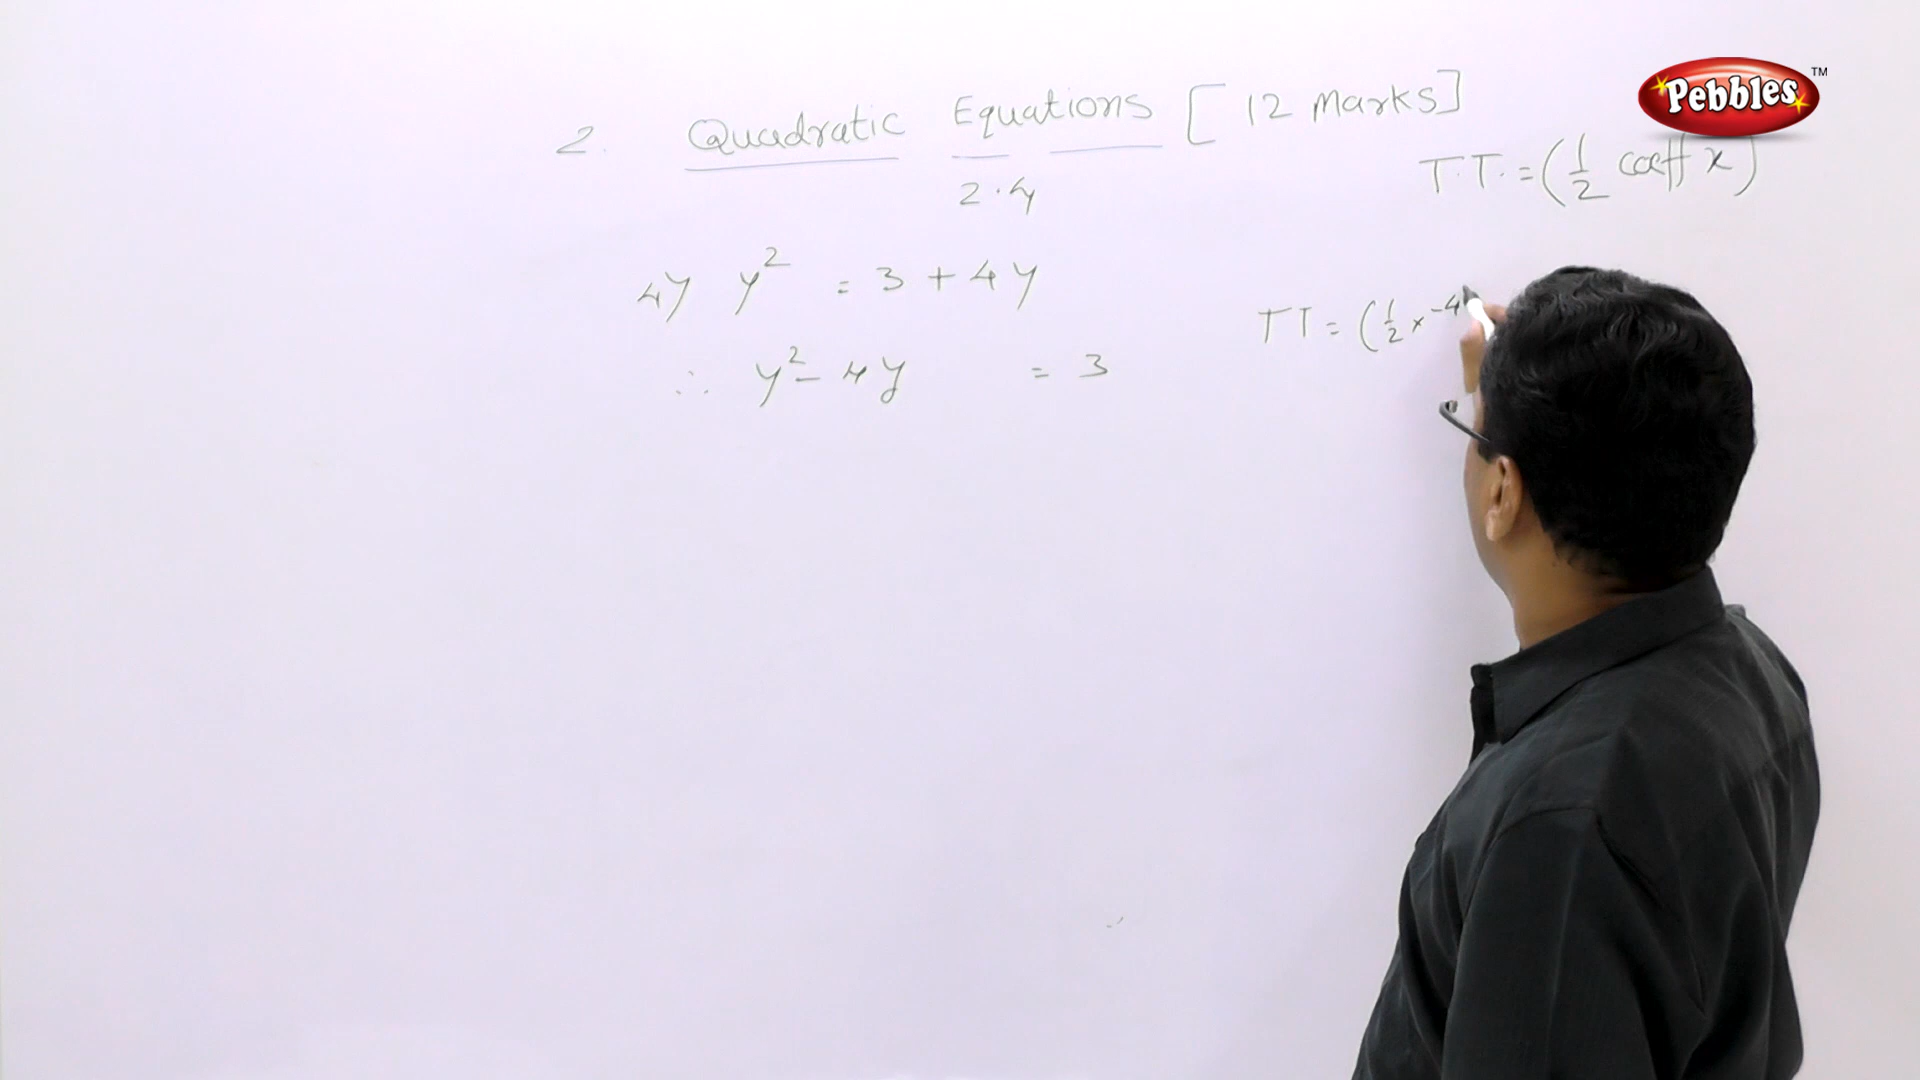 Pebbles TM
2. Quadratic Equations [12 marks]
2.4
T.T. = (1/2 coeff x)
4y y² = 3 + 4y
TT = (1/2 x -4
∴ y² - 4y = 3